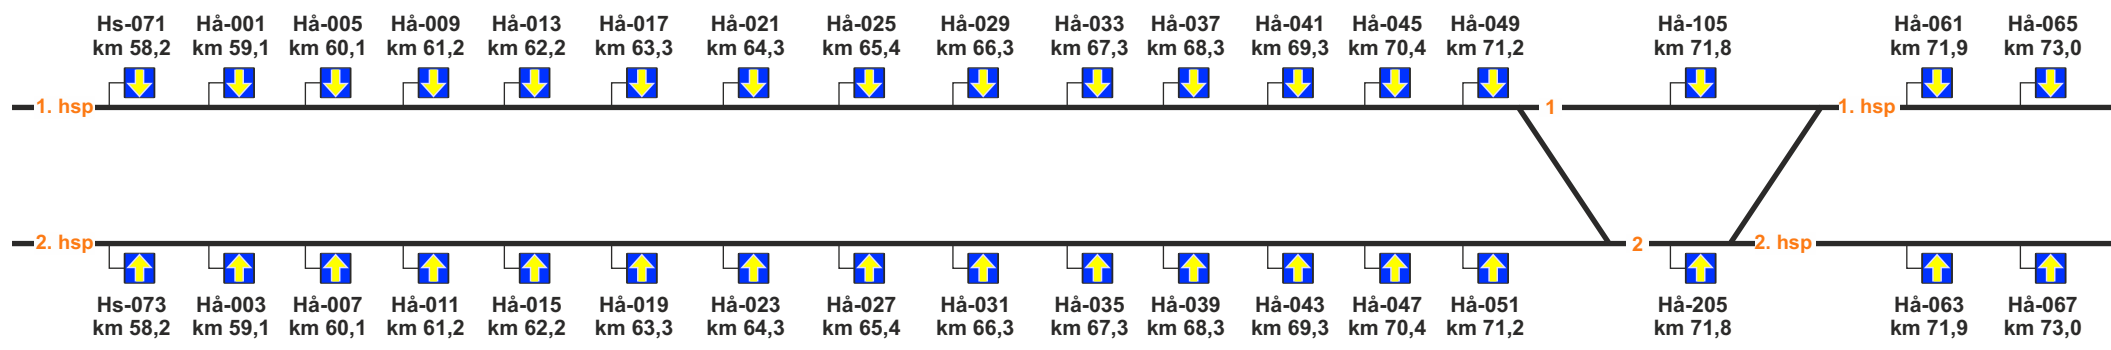 Hs-071 Hå-001 Hå-005 Hå-009 Hå-013 Hå-017 Hå-021 Hå-025 Hå-029 Hå-033 Hå-037 Hå-041 Hå-045 Hå-049 Hå-105 Hå-061 Hå-065
km 58,2 km 59,1 km 60,1 km 61,2 km 62,2 km 63,3 km 64,3 km 65,4 km 66,3 km 67,3 km 68,3 km 69,3 km 70,4 km 71,2 km 71,8 km 71,9 km 73,0
1. hsp 1 1. hsp
2. hsp 2 2. hsp
Hs-073 Hå-003 Hå-007 Hå-011 Hå-015 Hå-019 Hå-023 Hå-027 Hå-031 Hå-035 Hå-039 Hå-043 Hå-047 Hå-051 Hå-205 Hå-063 Hå-067
km 58,2 km 59,1 km 60,1 km 61,2 km 62,2 km 63,3 km 64,3 km 65,4 km 66,3 km 67,3 km 68,3 km 69,3 km 70,4 km 71,2 km 71,8 km 71,9 km 73,0